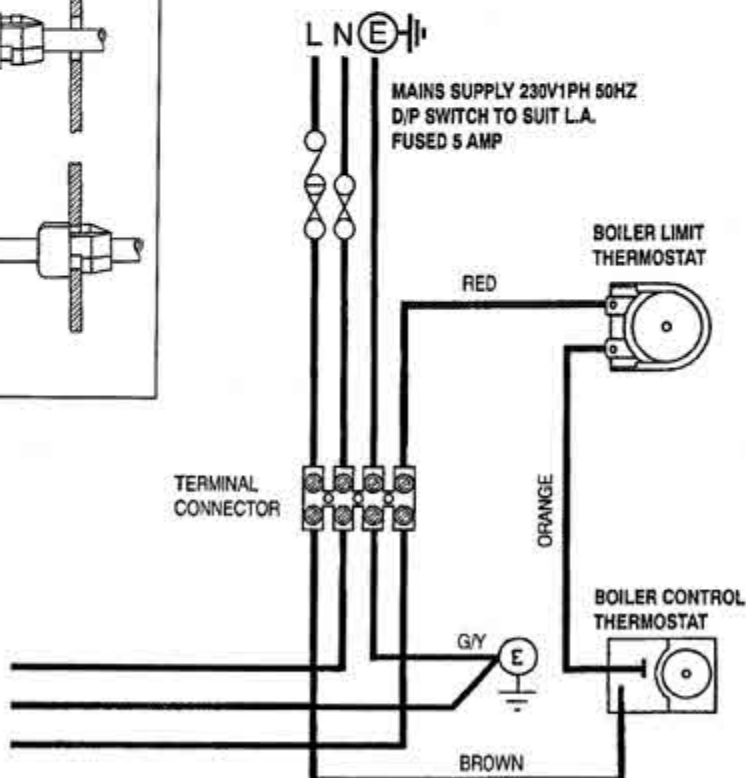 L N E
MAINS SUPPLY 230V1PH 50HZ
D/P SWITCH TO SUIT L.A.
FUSED 5 AMP
BOILER LIMIT
THERMOSTAT
RED
TERMINAL
CONNECTOR
ORANGE
BOILER CONTROL
THERMOSTAT
G/Y
E
BROWN